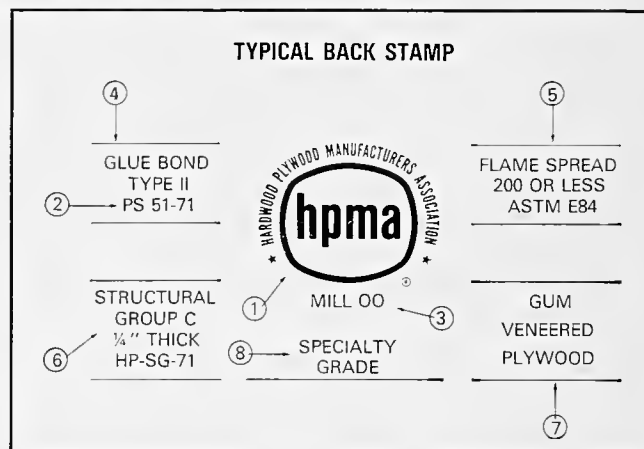 TYPICAL BACK STAMP
4
GLUE BOND
TYPE II
2
PS 51-71
HARDWOOD PLYWOOD MANUFACTURERS ASSOCIATION
hpma
®
5
FLAME SPREAD
200 OR LESS
ASTM E84
1
MILL OO
3
6
STRUCTURAL
GROUP C
¼" THICK
HP-SG-71
8
SPECIALTY
GRADE
GUM
VENEERED
PLYWOOD
7